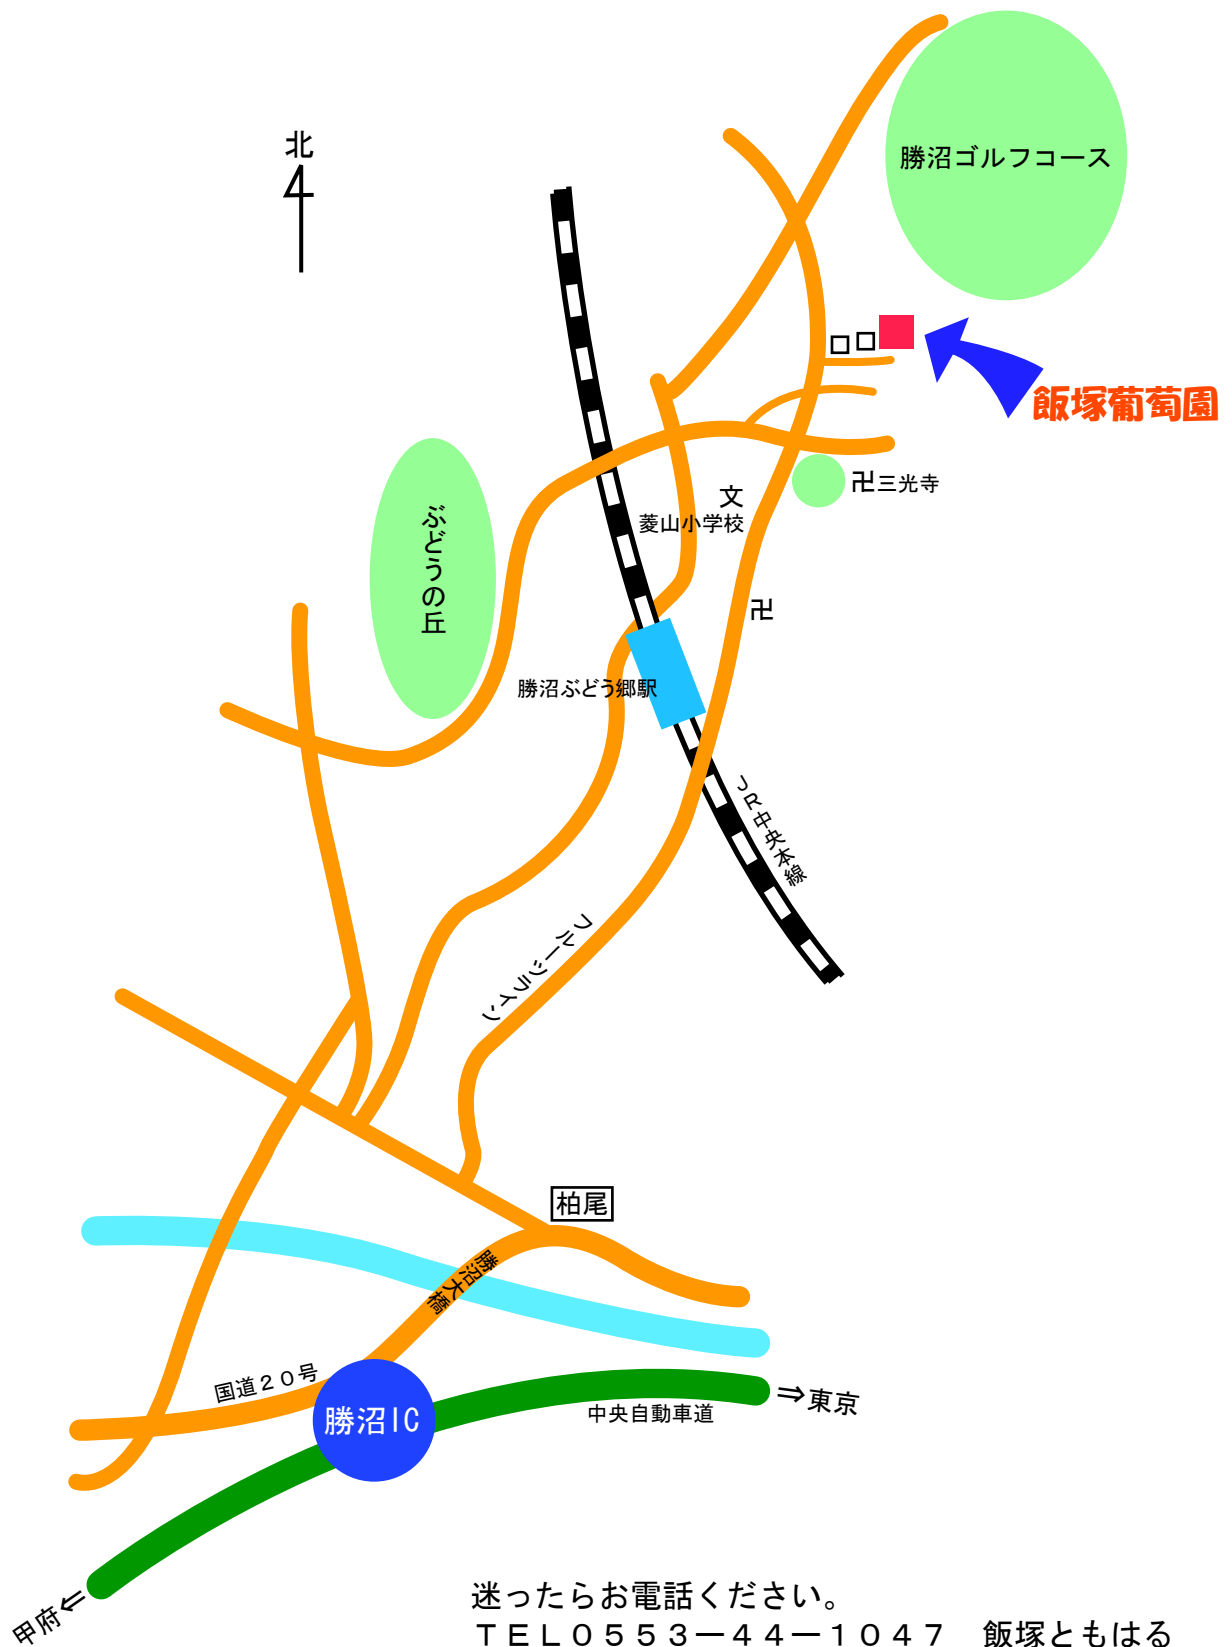 北
勝沼ゴルフコース
飯塚葡萄園
卍三光寺
文
菱山小学校
ぶどうの丘
卍
勝沼ぶどう郷駅
JR中央本線
フルーツライン
柏尾
勝沼大橋
国道20号
勝沼IC
中央自動車道
⇒東京
甲府⇐
迷ったらお電話ください。
TEL0553ー44ー1047 飯塚ともはる